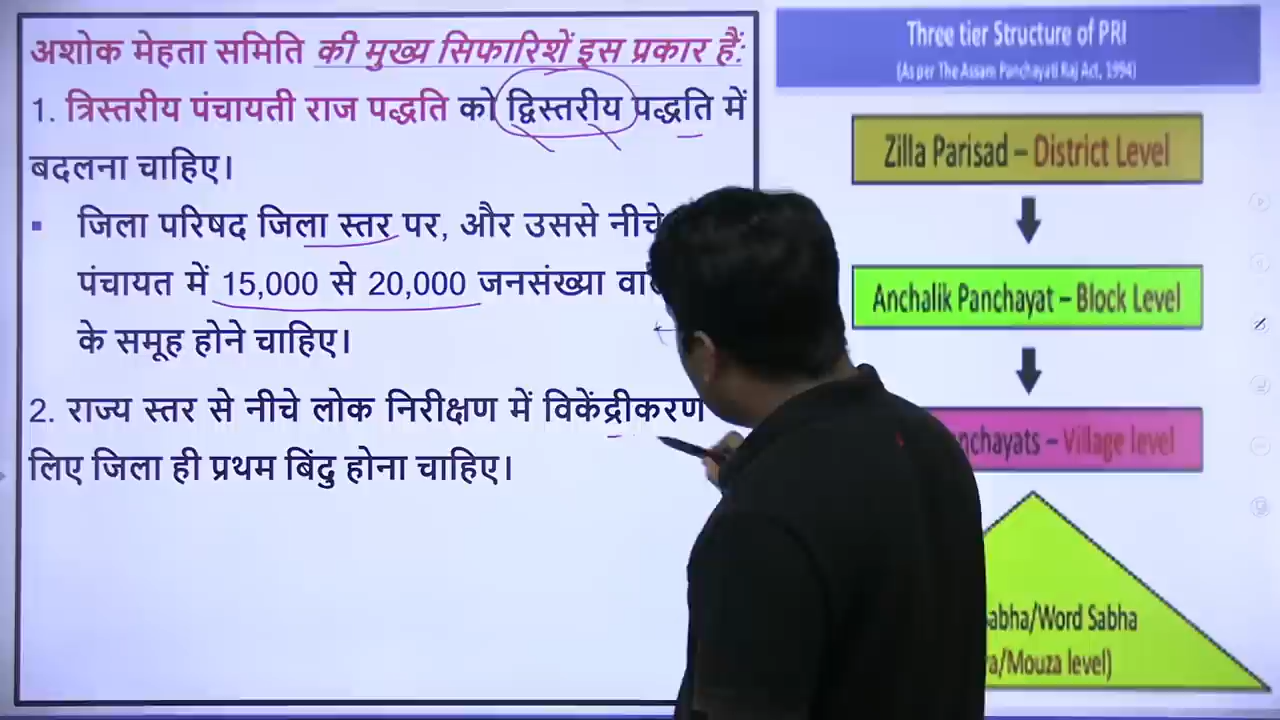 अशोक मेहता समिति की मुख्य सिफारिशें इस प्रकार हैं:
1. त्रिस्तरीय पंचायती राज पद्धति को द्विस्तरीय पद्धति में
बदलना चाहिए।
▪ जिला परिषद जिला स्तर पर, और उससे नीचे
पंचायत में 15,000 से 20,000 जनसंख्या
के समूह होने चाहिए।
2. राज्य स्तर से नीचे लोक निरीक्षण में विकेंद्रीकरण
लिए जिला ही प्रथम बिंदु होना चाहिए।
Three tier Structure of PRI
(As per The Assam Panchayati Raj Act, 1994)
Zilla Parisad – District Level
Anchalik Panchayat – Block Level
– Village level
/Word Sabha
/Mouza level)